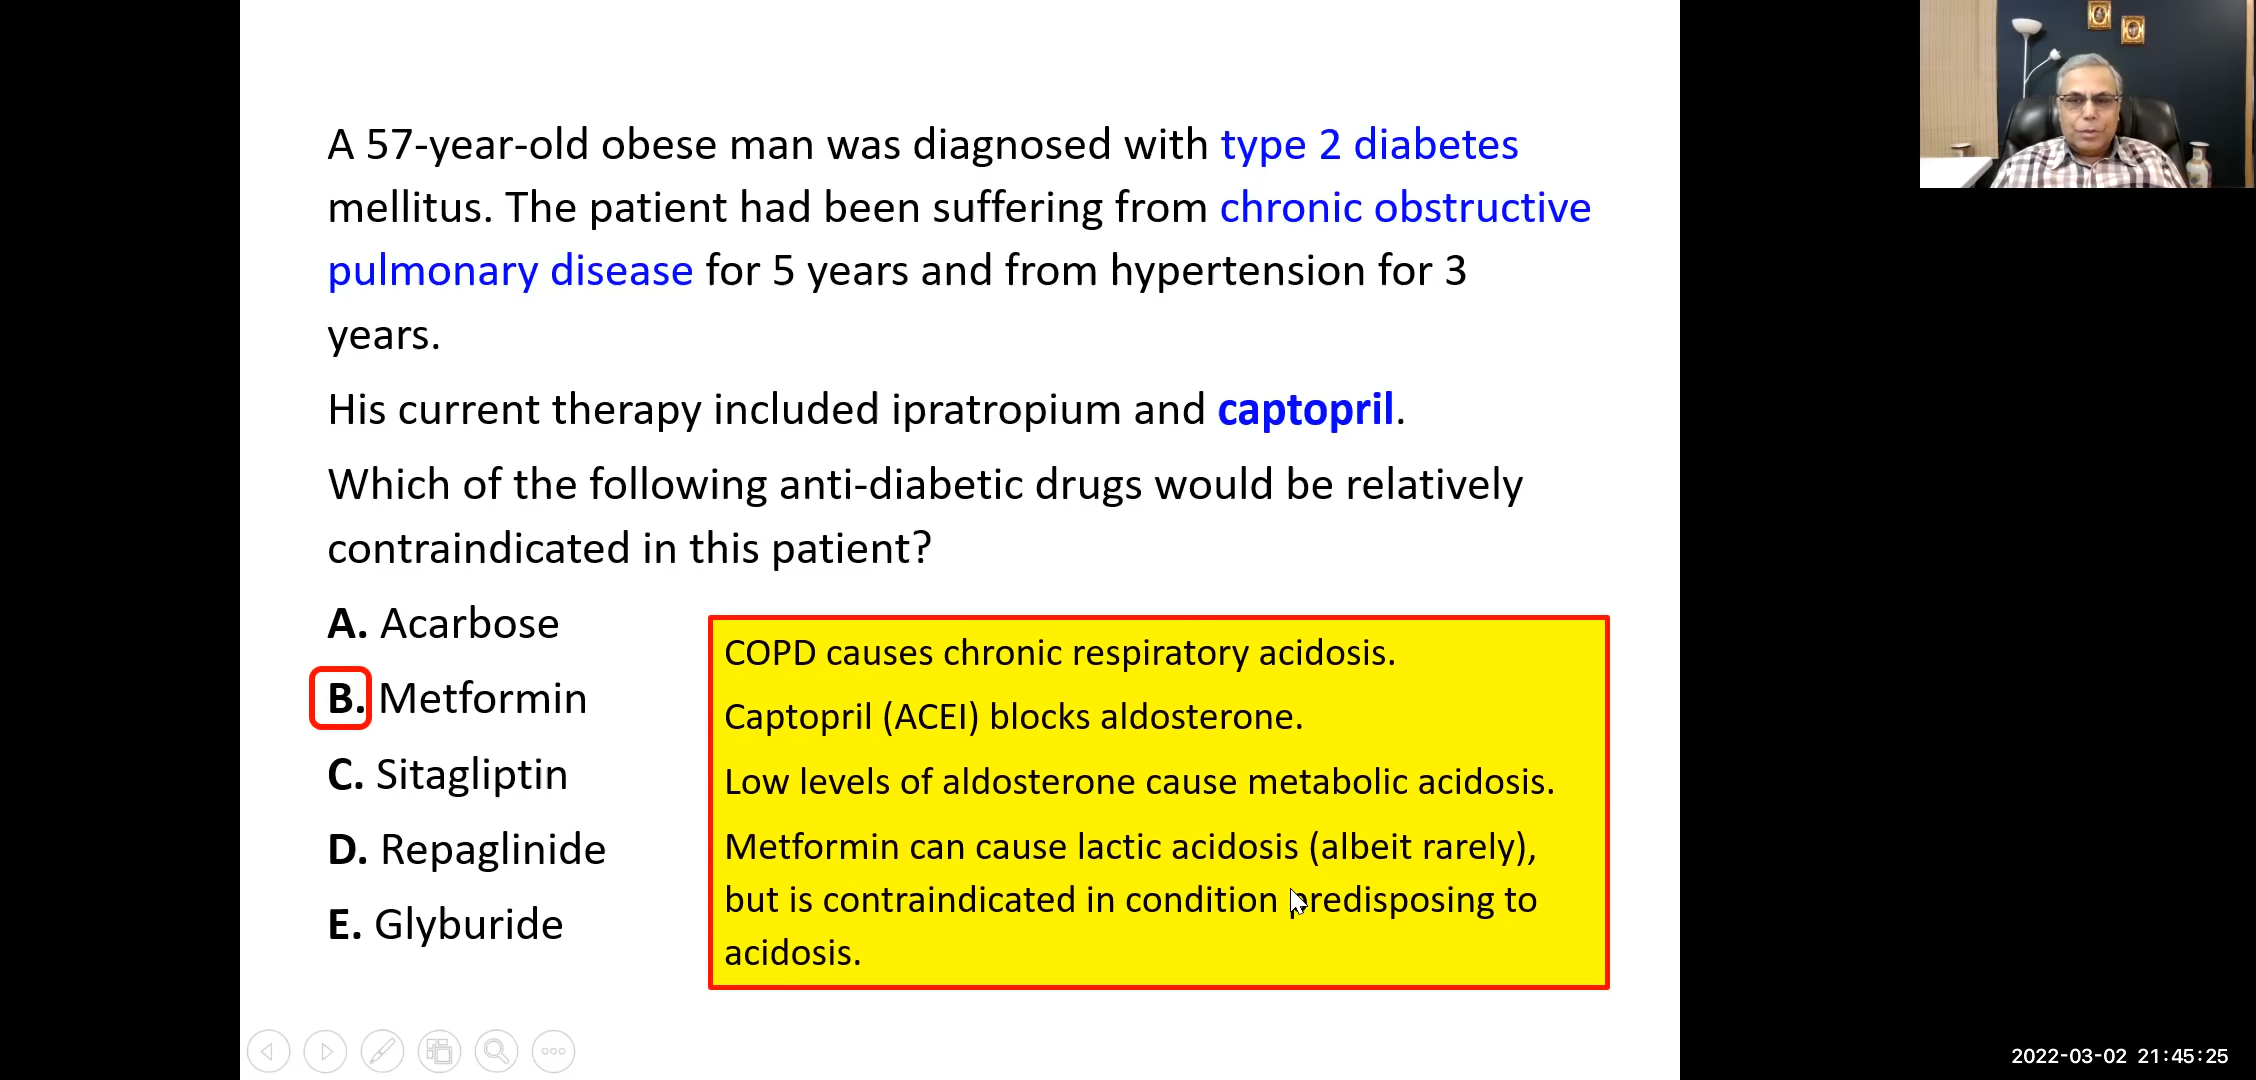 A 57-year-old obese man was diagnosed with type 2 diabetes
mellitus. The patient had been suffering from chronic obstructive
pulmonary disease for 5 years and from hypertension for 3
years.
His current therapy included ipratropium and captopril.
Which of the following anti-diabetic drugs would be relatively
contraindicated in this patient?
A. Acarbose
B. Metformin
C. Sitagliptin
D. Repaglinide
E. Glyburide
COPD causes chronic respiratory acidosis.
Captopril (ACEI) blocks aldosterone.
Low levels of aldosterone cause metabolic acidosis.
Metformin can cause lactic acidosis (albeit rarely),
but is contraindicated in condition predisposing to
acidosis.
2022-03-02 21:45:25